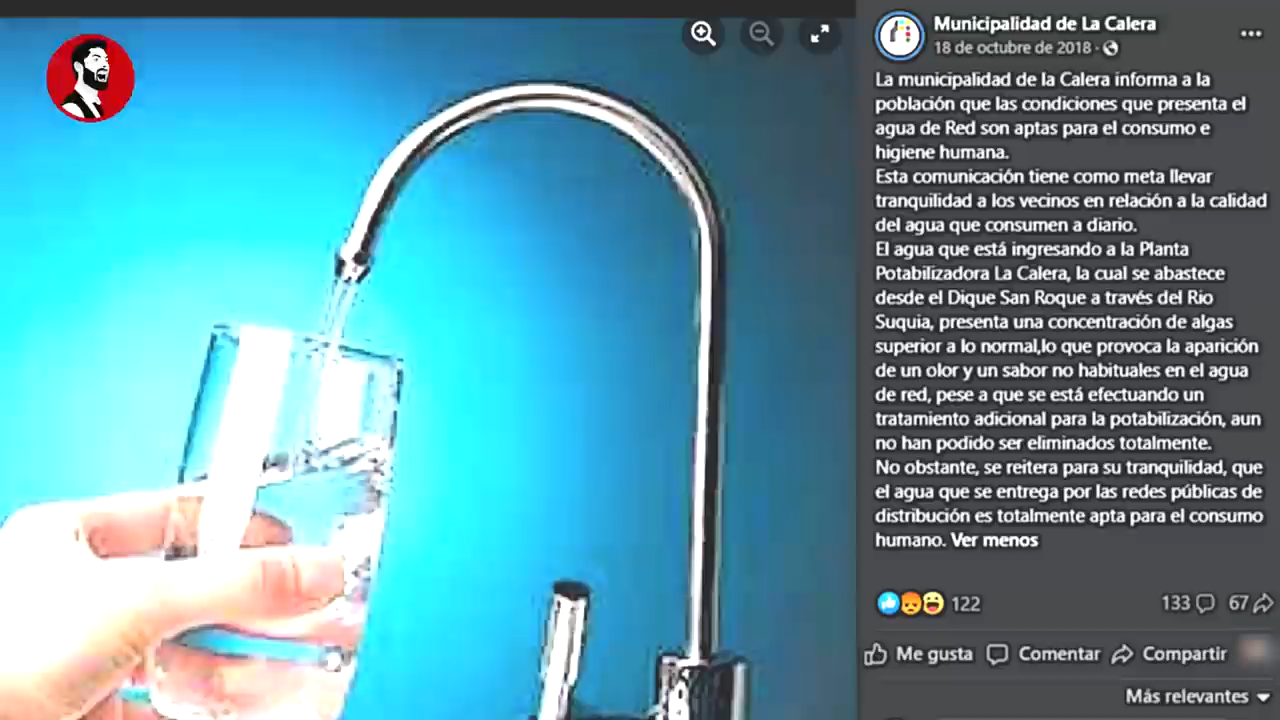 Municipalidad de La Calera
18 de octubre de 2018 ·
La municipalidad de la Calera informa a la
población que las condiciones que presenta el
agua de Red son aptas para el consumo e
higiene humana.
Esta comunicación tiene como meta llevar
tranquilidad a los vecinos en relación a la calidad
del agua que consumen a diario.
El agua que está ingresando a la Planta
Potabilizadora La Calera, la cual se abastece
desde el Dique San Roque a través del Rio
Suquia, presenta una concentración de algas
superior a lo normal,lo que provoca la aparición
de un olor y un sabor no habituales en el agua
de red, pese a que se está efectuando un
tratamiento adicional para la potabilización, aun
no han podido ser eliminados totalmente.
No obstante, se reitera para su tranquilidad, que
el agua que se entrega por las redes públicas de
distribución es totalmente apta para el consumo
humano. Ver menos
122 133 67
Me gusta Comentar Compartir
Más relevantes